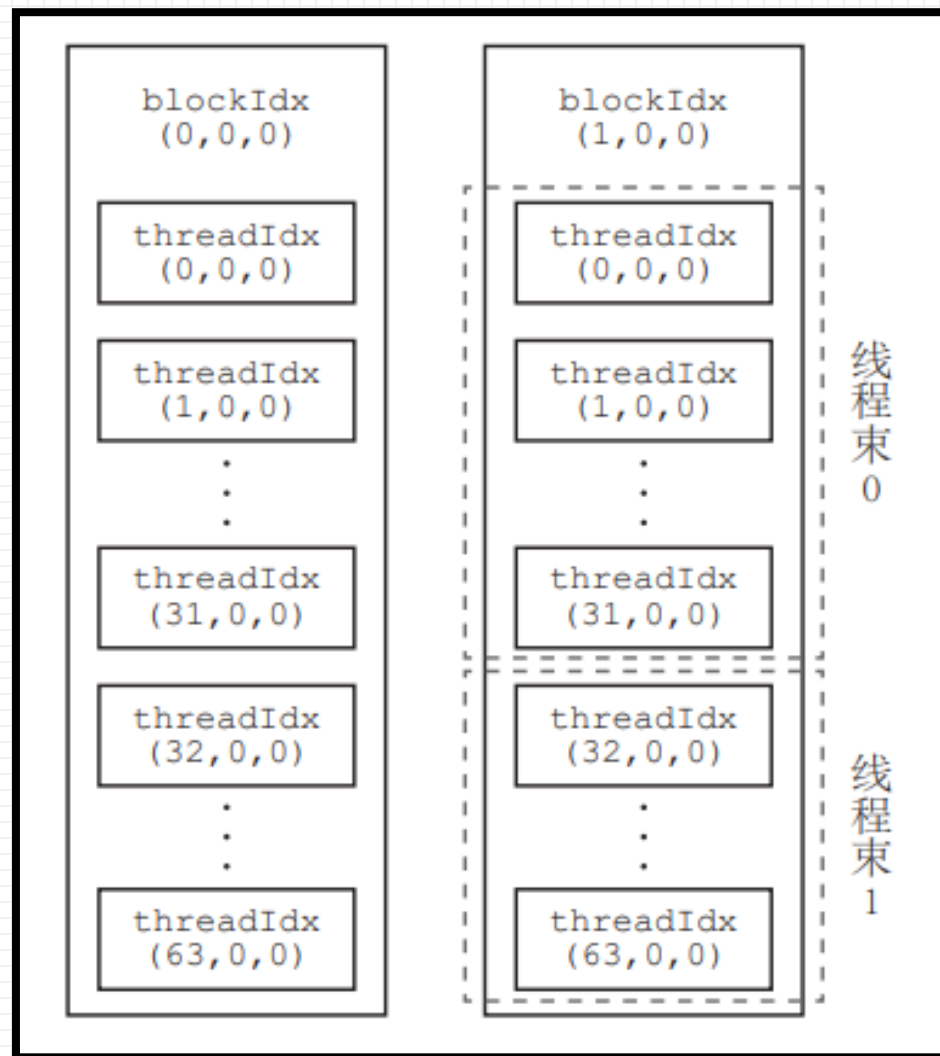 blockIdx
(0,0,0)
threadIdx
(0,0,0)
threadIdx
(1,0,0)
threadIdx
(31,0,0)
threadIdx
(32,0,0)
threadIdx
(63,0,0)
blockIdx
(1,0,0)
threadIdx
(0,0,0)
threadIdx
(1,0,0)
threadIdx
(31,0,0)
threadIdx
(32,0,0)
threadIdx
(63,0,0)
线程束0
线程束1